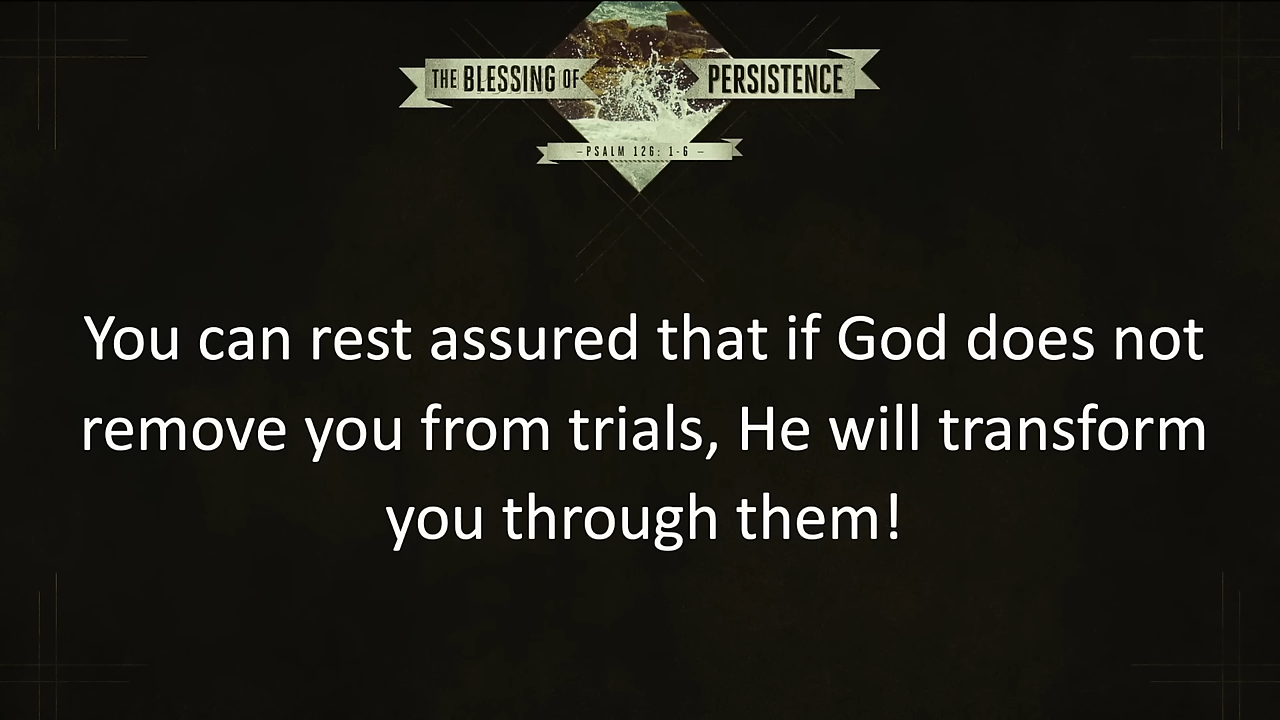 THE BLESSING OF PERSISTENCE
–PSALM 126: 1-6 –
You can rest assured that if God does not
remove you from trials, He will transform
you through them!